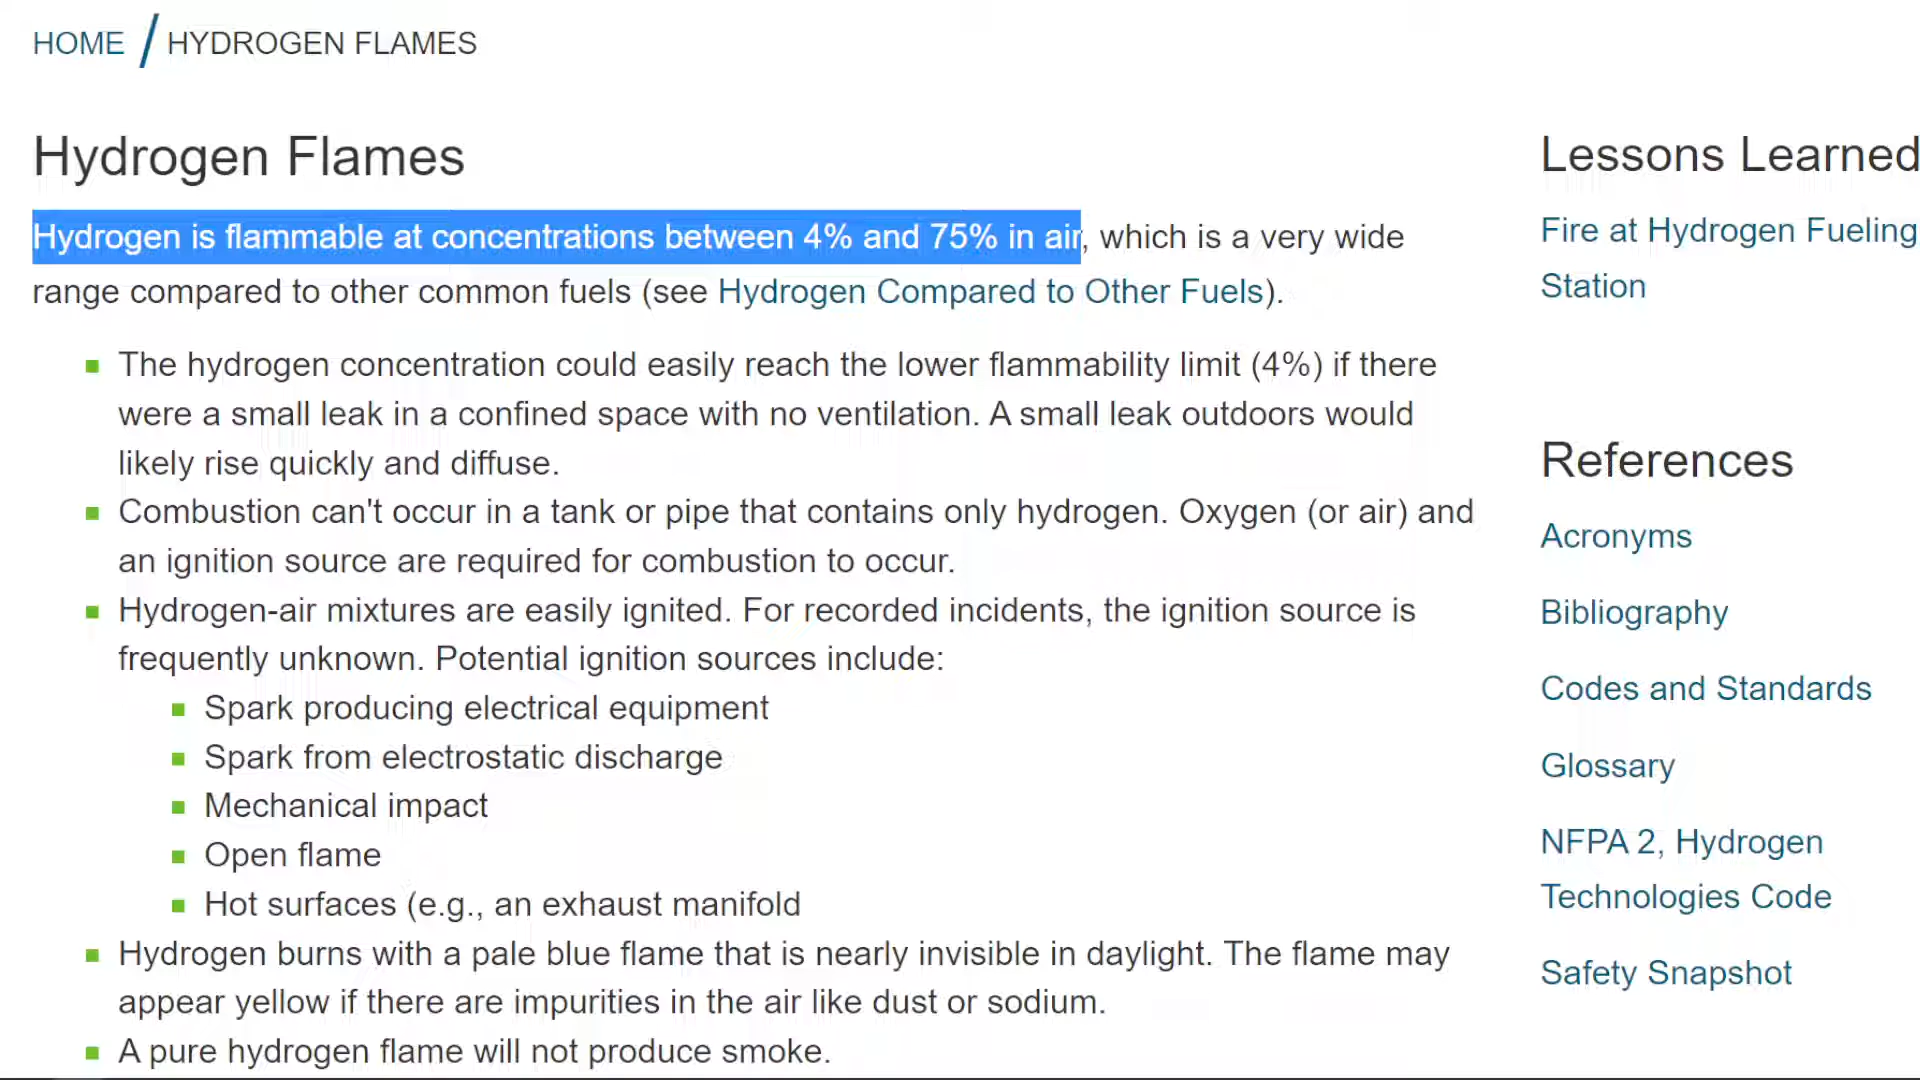 HOME / HYDROGEN FLAMES
Hydrogen Flames
Hydrogen is flammable at concentrations between 4% and 75% in air, which is a very wide
range compared to other common fuels (see Hydrogen Compared to Other Fuels).
The hydrogen concentration could easily reach the lower flammability limit (4%) if there
were a small leak in a confined space with no ventilation. A small leak outdoors would
likely rise quickly and diffuse.
Combustion can't occur in a tank or pipe that contains only hydrogen. Oxygen (or air) and
an ignition source are required for combustion to occur.
Hydrogen-air mixtures are easily ignited. For recorded incidents, the ignition source is
frequently unknown. Potential ignition sources include:
Spark producing electrical equipment
Spark from electrostatic discharge
Mechanical impact
Open flame
Hot surfaces (e.g., an exhaust manifold
Hydrogen burns with a pale blue flame that is nearly invisible in daylight. The flame may
appear yellow if there are impurities in the air like dust or sodium.
A pure hydrogen flame will not produce smoke.
Lessons Learned
Fire at Hydrogen Fueling
Station
References
Acronyms
Bibliography
Codes and Standards
Glossary
NFPA 2, Hydrogen
Technologies Code
Safety Snapshot